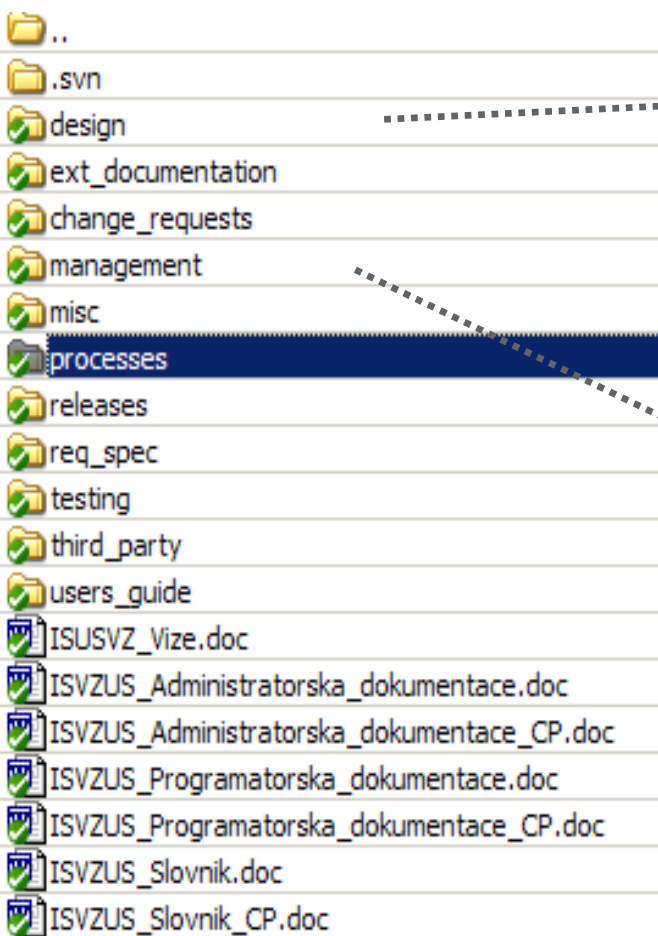 ..
.svn
design
ext_documentation
change_requests
management
misc
processes
releases
req_spec
testing
third_party
users_guide
ISUSVZ_Vize.doc
ISVZUS_Administratorska_dokumentace.doc
ISVZUS_Administratorska_dokumentace_CP.doc
ISVZUS_Programatorska_dokumentace.doc
ISVZUS_Programatorska_dokumentace_CP.doc
ISVZUS_Slovnik.doc
ISVZUS_Slovnik_CP.doc